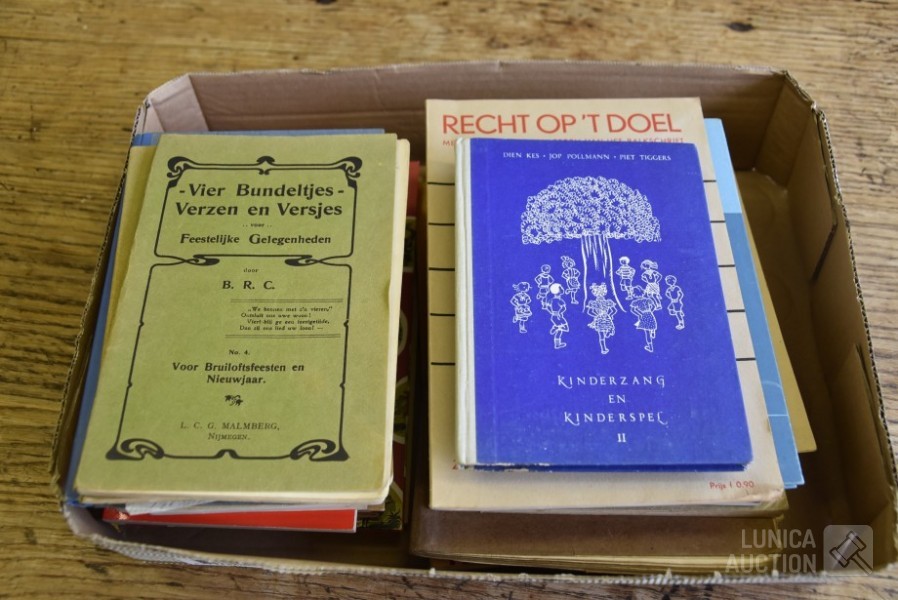 - Vier Bundeltjes -
Verzen en Versjes
.. voor ..
Feestelijke Gelegenheden
door
B. R. C.
No. 4.
Voor Bruiloftsfeesten en
Nieuwjaar.
L. C. G. MALMBERG,
NIJMEGEN.
RECHT OP 'T DOEL
DIEN KES • JOP POLLMANN • PIET TIGGERS
KINDERZANG
EN
KINDERSPEL
II
Prijs f. 0,90
LUNICA
AUCTION